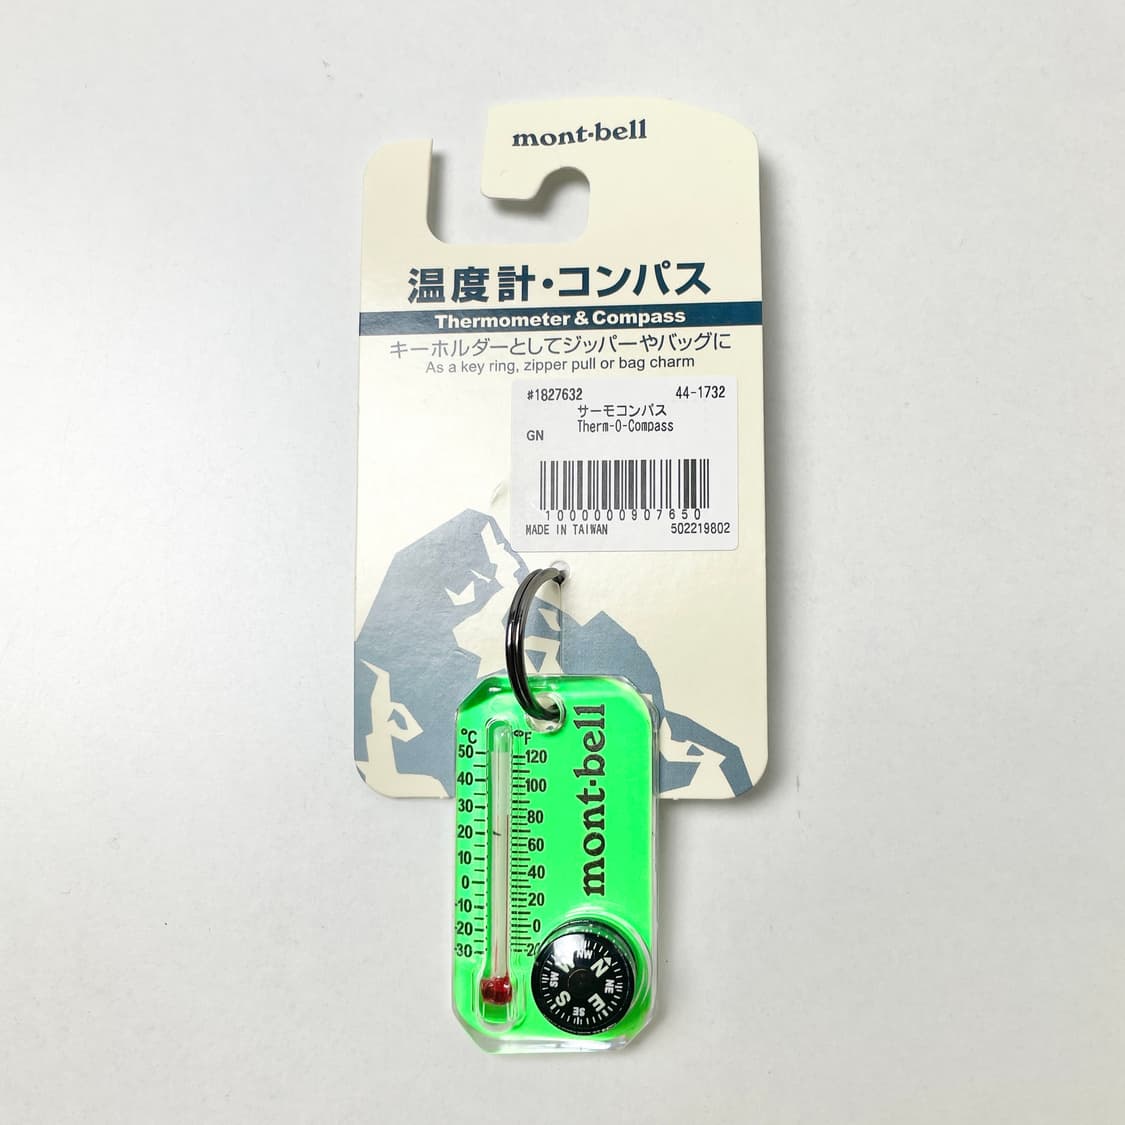 mont-bell
温度計・コンパス
Thermometer & Compass
キーホルダーとしてジッパーやバッグに
As a key ring, zipper pull or bag charm
#1827632 44-1732
サーモコンパス
Therm-O-Compass
GN
1000000907650
MADE IN TAIWAN 502219802
°C °F
50 120
40 100
30 80
20 60
10 40
0 20
-10 0
-20 -20
-30
mont-bell
N
NE
E
SE
S
SW
W
NW